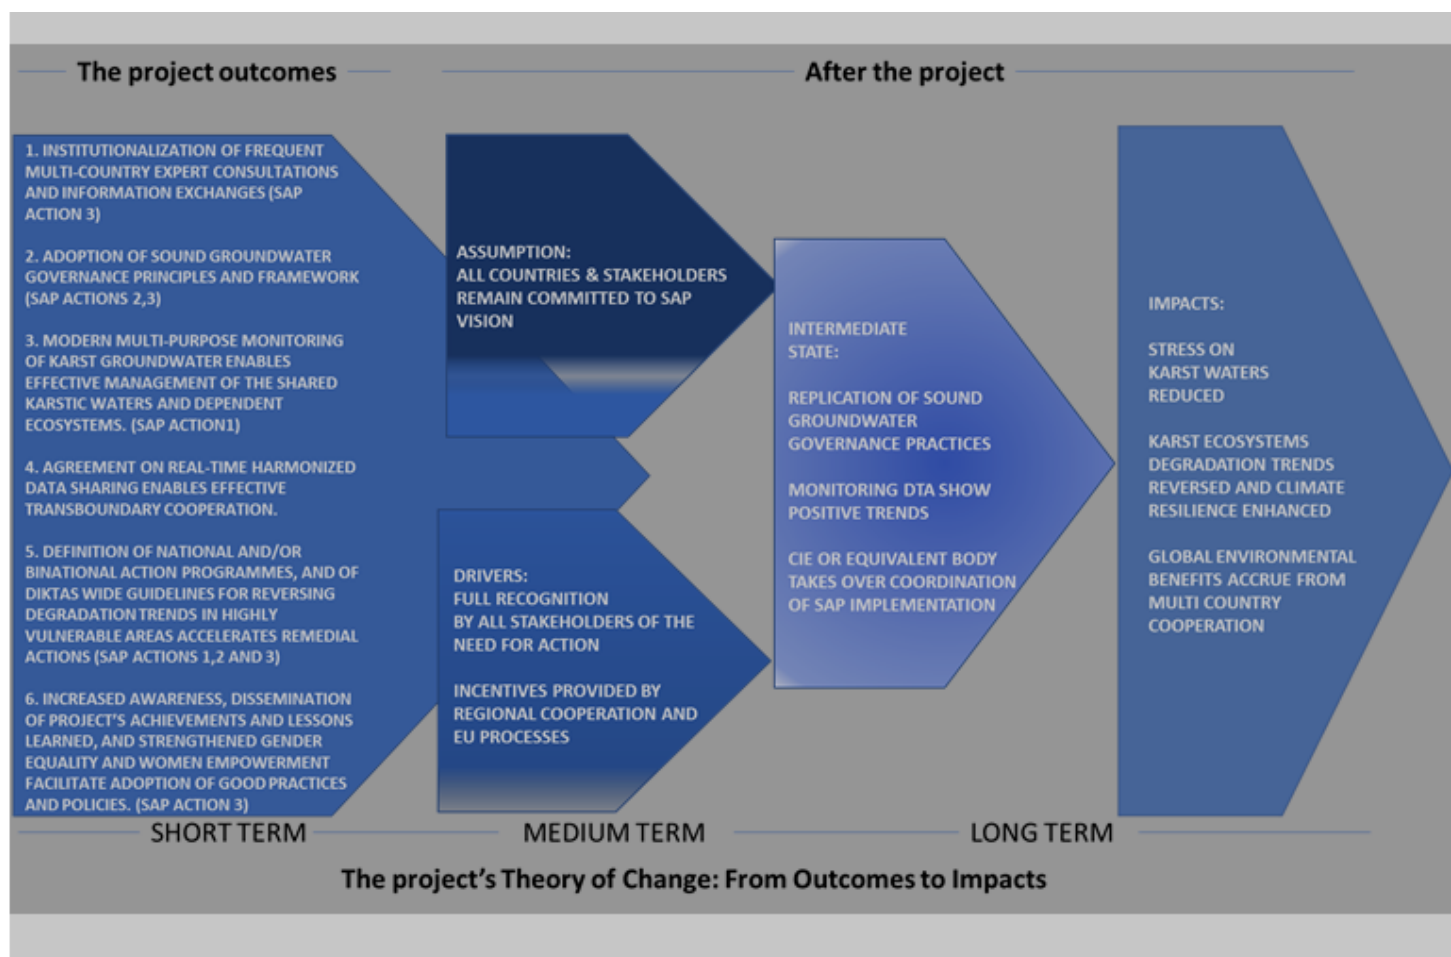 The project outcomes
After the project
1. INSTITUTIONALIZATION OF FREQUENT
MULTI-COUNTRY EXPERT CONSULTATIONS
AND INFORMATION EXCHANGES (SAP
ACTION 3)
2. ADOPTION OF SOUND GROUNDWATER
GOVERNANCE PRINCIPLES AND FRAMEWORK
(SAP ACTIONS 2,3)
3. MODERN MULTI-PURPOSE MONITORING
OF KARST GROUNDWATER ENABLES
EFFECTIVE MANAGEMENT OF THE SHARED
KARSTIC WATERS AND DEPENDENT
ECOSYSTEMS. (SAP ACTION1)
4. AGREEMENT ON REAL-TIME HARMONIZED
DATA SHARING ENABLES EFFECTIVE
TRANSBOUNDARY COOPERATION.
5. DEFINITION OF NATIONAL AND/OR
BINATIONAL ACTION PROGRAMMES, AND OF
DIKTAS WIDE GUIDELINES FOR REVERSING
DEGRADATION TRENDS IN HIGHLY
VULNERABLE AREAS ACCELERATES REMEDIAL
ACTIONS (SAP ACTIONS 1,2 AND 3)
6. INCREASED AWARENESS, DISSEMINATION
OF PROJECT'S ACHIEVEMENTS AND LESSONS
LEARNED, AND STRENGTHENED GENDER
EQUALITY AND WOMEN EMPOWERMENT
FACILITATE ADOPTION OF GOOD PRACTICES
AND POLICIES. (SAP ACTION 3)
ASSUMPTION:
ALL COUNTRIES & STAKEHOLDERS
REMAIN COMMITTED TO SAP
VISION
DRIVERS:
FULL RECOGNITION
BY ALL STAKEHOLDERS OF THE
NEED FOR ACTION
INCENTIVES PROVIDED BY
REGIONAL COOPERATION AND
EU PROCESSES
INTERMEDIATE
STATE:
REPLICATION OF SOUND
GROUNDWATER
GOVERNANCE PRACTICES
MONITORING DTA SHOW
POSITIVE TRENDS
CIE OR EQUIVALENT BODY
TAKES OVER COORDINATION
OF SAP IMPLEMENTATION
IMPACTS:
STRESS ON
KARST WATERS
REDUCED
KARST ECOSYSTEMS
DEGRADATION TRENDS
REVERSED AND CLIMATE
RESILIENCE ENHANCED
GLOBAL ENVIRONMENTAL
BENEFITS ACCRUE FROM
MULTI COUNTRY
COOPERATION
SHORT TERM
MEDIUM TERM
LONG TERM
The project's Theory of Change: From Outcomes to Impacts